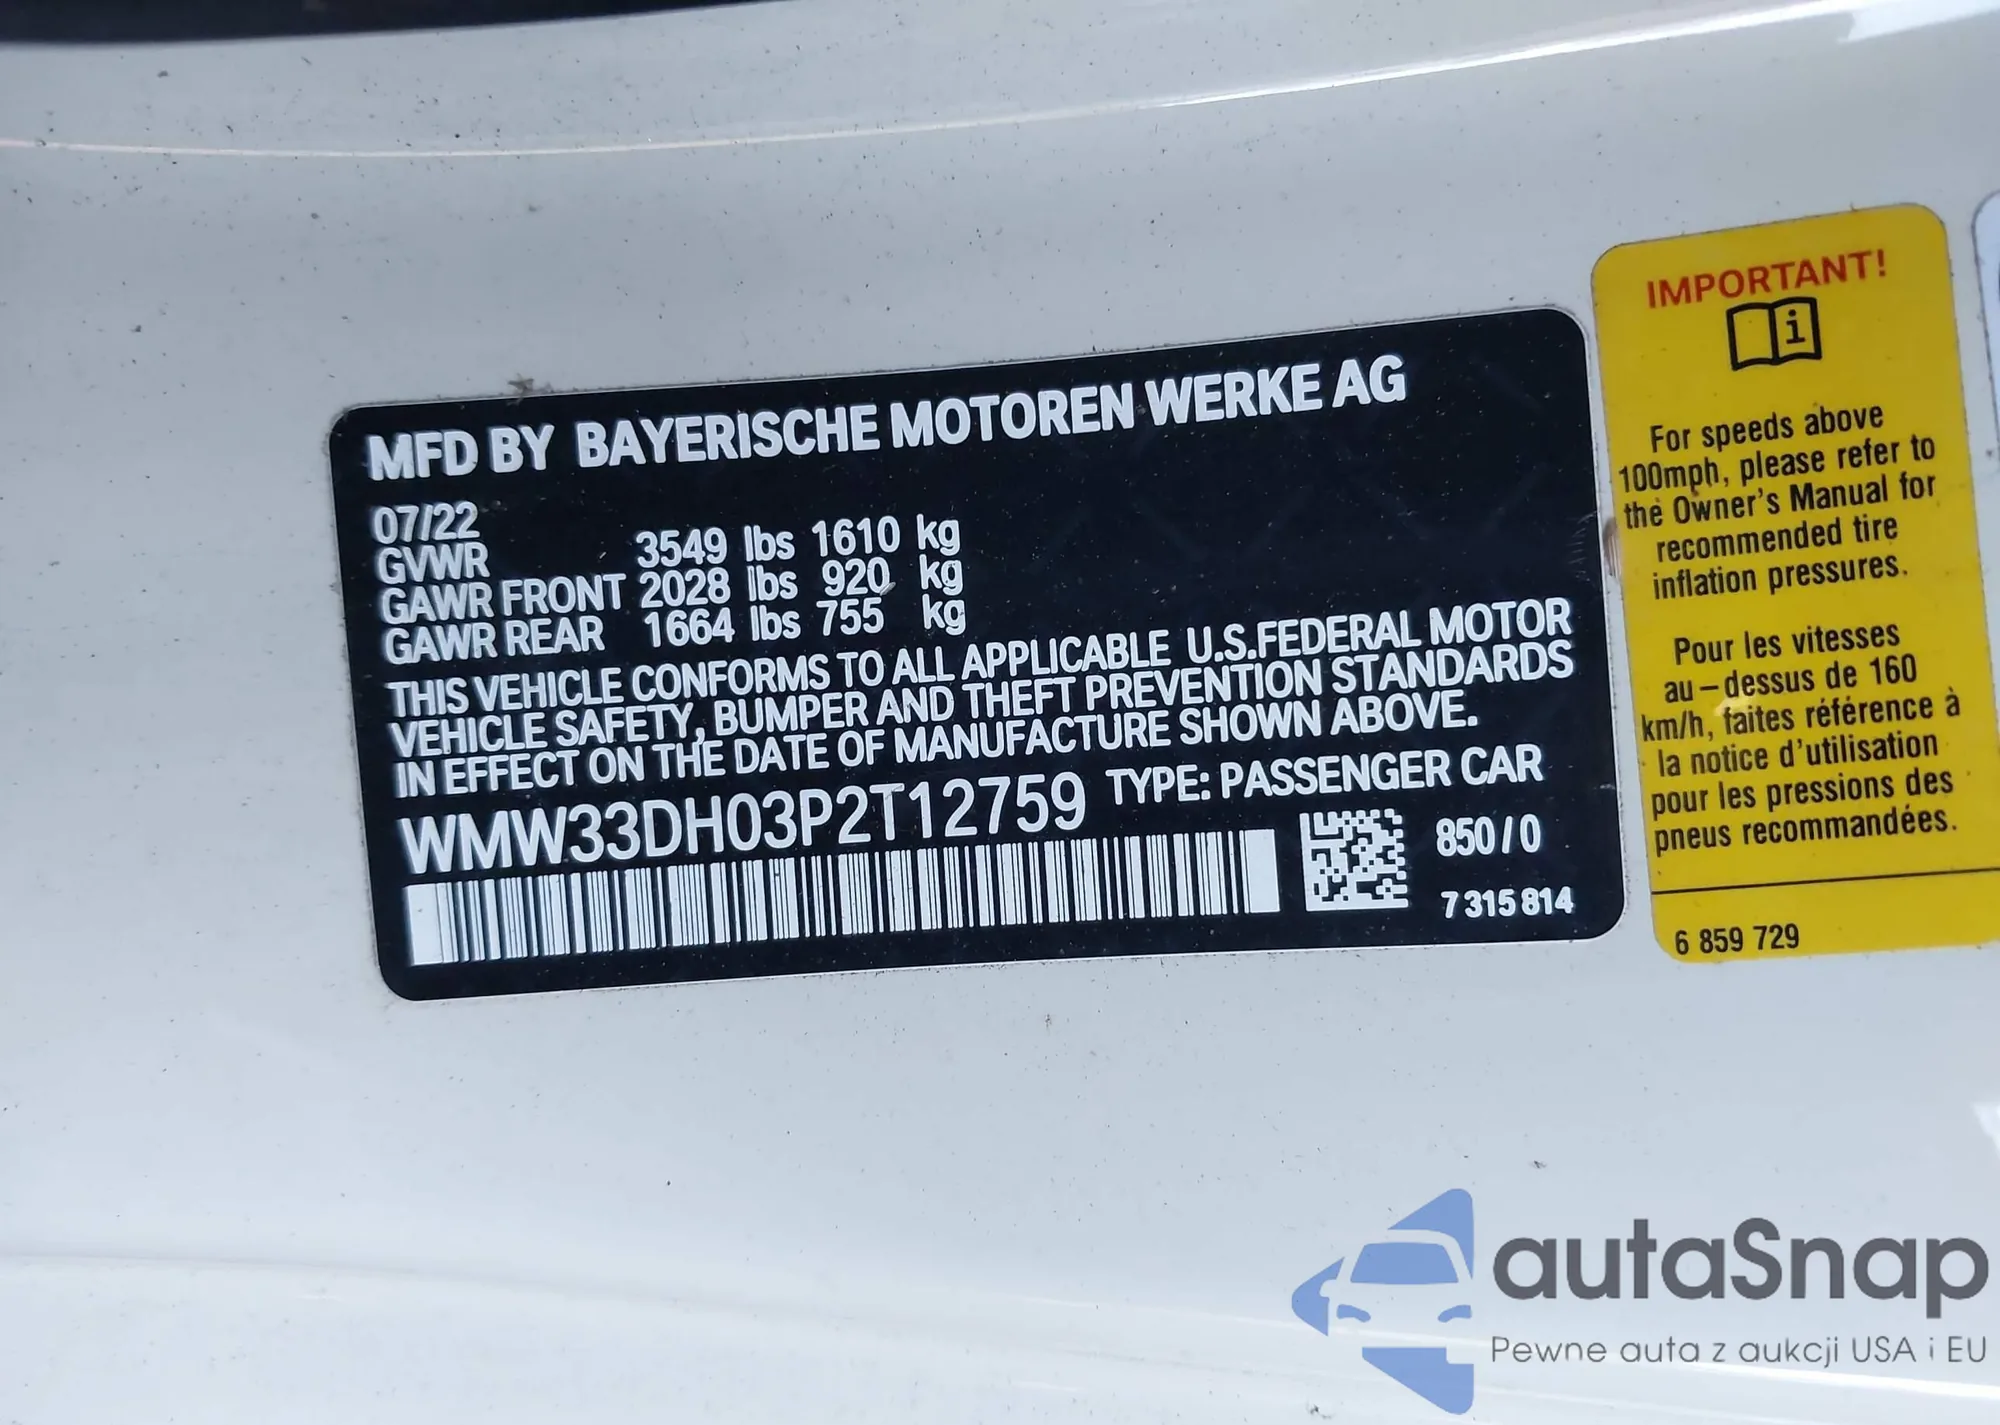 MFD BY BAYERISCHE MOTOREN WERKE AG
07/22
GVWR 3549 lbs 1610 kg
GAWR FRONT 2028 lbs 920 kg
GAWR REAR 1664 lbs 755 kg
THIS VEHICLE CONFORMS TO ALL APPLICABLE U.S.FEDERAL MOTOR
VEHICLE SAFETY, BUMPER AND THEFT PREVENTION STANDARDS
IN EFFECT ON THE DATE OF MANUFACTURE SHOWN ABOVE.
WMW33DH03P2T12759 TYPE: PASSENGER CAR
850/0
7 315 814
IMPORTANT!
i
For speeds above
100mph, please refer to
the Owner's Manual for
recommended tire
inflation pressures.
Pour les vitesses
au-dessus de 160
km/h, faites référence à
la notice d'utilisation
pour les pressions des
pneus recommandées.
6 859 729
autaSnap
Pewne auta z aukcji USA i EU